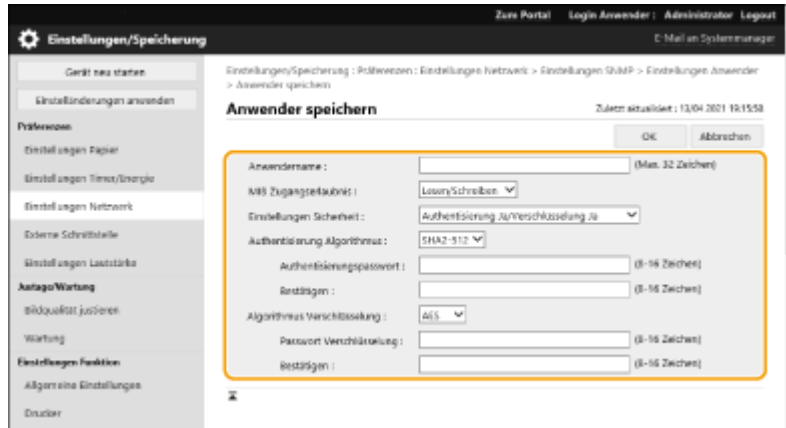 Zum Portal Login Anwender : Administrator Logout
Einstellungen/Speicherung E-Mail an Systemmanager
Gerät neu starten
Einstelländerungen anwenden
Präferenzen
Einstellungen Papier
Einstellungen Timer/Energie
Einstellungen Netzwerk
Externe Schnittstelle
Einstellungen Lautstärke
Justage/Wartung
Bildqualität justieren
Wartung
Einstellungen Funktion
Allgemeine Einstellungen
Drucker
Einstellungen/Speicherung : Präferenzen : Einstellungen Netzwerk > Einstellungen SNMP > Einstellungen Anwender
> Anwender speichern
Anwender speichern Zuletzt aktualisiert : 13/04 2021 19:15:58
OK Abbrechen
Anwendername : (Max. 32 Zeichen)
MIB Zugangserlaubnis : Lesen/Schreiben
Einstellungen Sicherheit : Authentisierung Ja/Verschlüsselung Ja
Authentisierung Algorithmus : SHA2-512
Authentisierungspasswort : (8-16 Zeichen)
Bestätigen : (8-16 Zeichen)
Algorithmus Verschlüsselung : AES
Passwort Verschlüsselung : (8-16 Zeichen)
Bestätigen : (8-16 Zeichen)